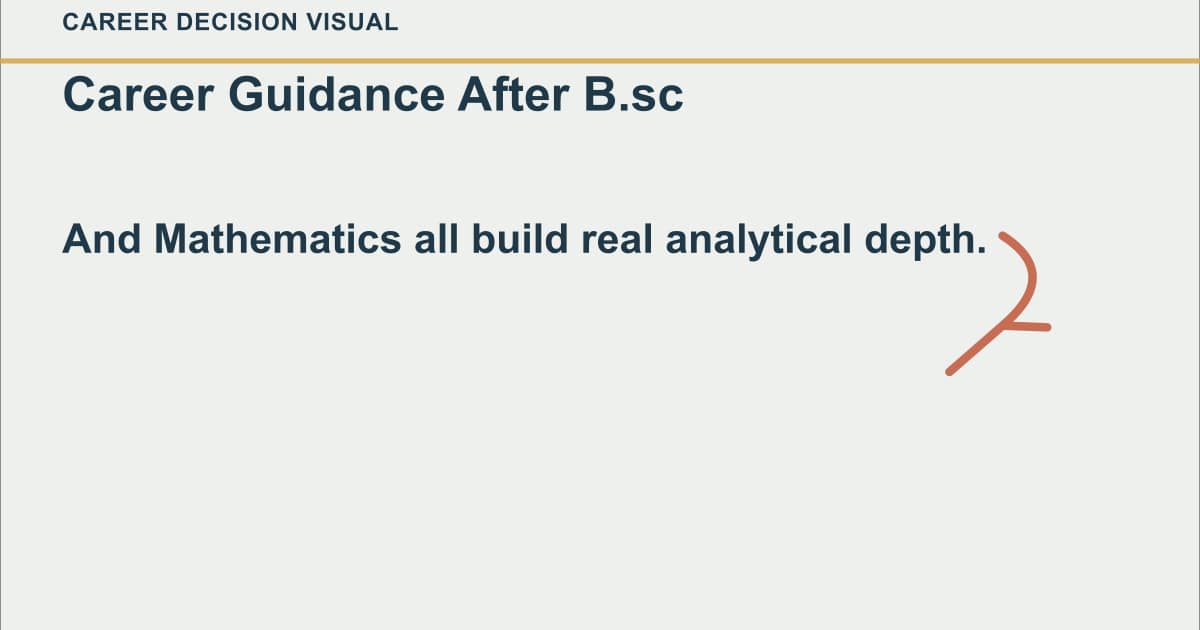 CAREER DECISION VISUAL
Career Guidance After B.sc
And Mathematics all build real analytical depth.